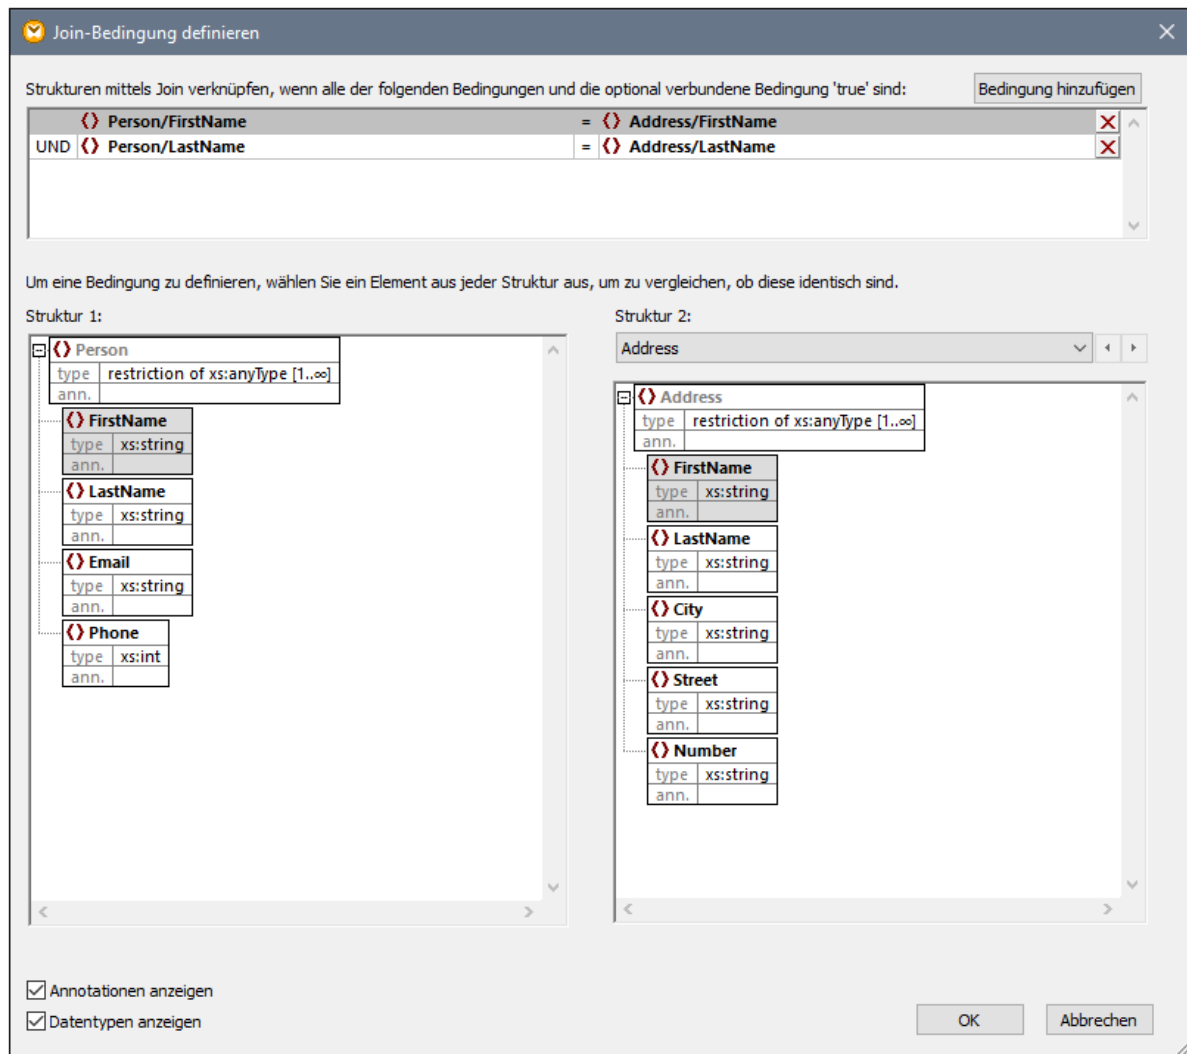 Join-Bedingung definieren
Strukturen mittels Join verknüpfen, wenn alle der folgenden Bedingungen und die optional verbundene Bedingung 'true' sind:
Bedingung hinzufügen
Person/FirstName = Address/FirstName
UND Person/LastName = Address/LastName
Um eine Bedingung zu definieren, wählen Sie ein Element aus jeder Struktur aus, um zu vergleichen, ob diese identisch sind.
Struktur 1:
Person
type restriction of xs:anyType [1..∞]
ann.
FirstName
type xs:string
ann.
LastName
type xs:string
ann.
Email
type xs:string
ann.
Phone
type xs:int
ann.
Struktur 2:
Address
Address
type restriction of xs:anyType [1..∞]
ann.
FirstName
type xs:string
ann.
LastName
type xs:string
ann.
City
type xs:string
ann.
Street
type xs:string
ann.
Number
type xs:string
ann.
Annotationen anzeigen
Datentypen anzeigen
OK
Abbrechen